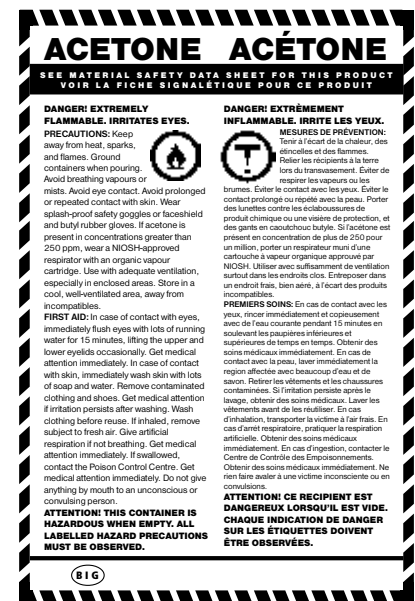 ACETONE ACÉTONE
SEE MATERIAL SAFETY DATA SHEET FOR THIS PRODUCT
VOIR LA FICHE SIGNALÉTIQUE POUR CE PRODUIT
DANGER! EXTREMELY
FLAMMABLE. IRRITATES EYES.
PRECAUTIONS: Keep
away from heat, sparks,
and flames. Ground
containers when pouring.
Avoid breathing vapours or
mists. Avoid eye contact. Avoid prolonged
or repeated contact with skin. Wear
splash-proof safety goggles or faceshield
and butyl rubber gloves. If acetone is
present in concentrations greater than
250 ppm, wear a NIOSH-approved
respirator with an organic vapour
cartridge. Use with adequate ventilation,
especially in enclosed areas. Store in a
cool, well-ventilated area, away from
incompatibles.
FIRST AID: In case of contact with eyes,
immediately flush eyes with lots of running
water for 15 minutes, lifting the upper and
lower eyelids occasionally. Get medical
attention immediately. In case of contact
with skin, immediately wash skin with lots
of soap and water. Remove contaminated
clothing and shoes. Get medical attention
if irritation persists after washing. Wash
clothing before reuse. If inhaled, remove
subject to fresh air. Give artificial
respiration if not breathing. Get medical
attention immediately. If swallowed,
contact the Poison Control Centre. Get
medical attention immediately. Do not give
anything by mouth to an unconscious or
convulsing person.
ATTENTION! THIS CONTAINER IS
HAZARDOUS WHEN EMPTY. ALL
LABELLED HAZARD PRECAUTIONS
MUST BE OBSERVED.
DANGER! EXTRÈMEMENT
INFLAMMABLE. IRRITE LES YEUX.
MESURES DE PRÉVENTION:
Tenir à l'écart de la chaleur, des
étincelles et des flammes.
Relier les récipients à la terre
lors du transvasement. Éviter de
respirer les vapeurs ou les
brumes. Éviter le contact avec les yeux. Éviter le
contact prolongé ou répété avec la peau. Porter
des lunettes contre les éclaboussures de
produit chimique ou une visière de protection, et
des gants en caoutchouc butyle. Si l'acétone est
présent en concentration de plus de 250 pour
un million, porter un respirateur muni d'une
cartouche à vapeur organique approuvé par
NIOSH. Utiliser avec suffisamment de ventilation
surtout dans les endroits clos. Entreposer dans
un endroit frais, bien aéré, à l'écart des produits
incompatibles.
PREMIERS SOINS: En cas de contact avec les
yeux, rincer immédiatement et copieusement
avec de l'eau courante pendant 15 minutes en
soulevant les paupières inférieures et
supérieures de temps en temps. Obtenir des
soins médicaux immédiatement. En cas de
contact avec la peau, laver immédiatement la
region affectée avec beaucoup d'eau et de
savon. Retirer les vêtements et les chaussures
contaminées. Si l'irritation persiste après le
lavage, obtenir des soins médicaux. Laver les
vêtements avant de les réutiliser. En cas
d'inhalation, transporter la victime à l'air frais. En
cas d'arrêt respiratoire, pratiquer la respiration
artificielle. Obtenir des soins médicaux
immédiatement. En cas d'ingestion, contacter le
Centre de Contrôle des Empoisonnements.
Obtenir des soins médicaux immédiatement. Ne
rien faire avaler à une victime insconciente ou en
convulsions.
ATTENTION! CE RECIPIENT EST
DANGEREUX LORSQU'IL EST VIDE.
CHAQUE INDICATION DE DANGER
SUR LES ÉTIQUETTES DOIVENT
ÊTRE OBSERVÉES.
BIG